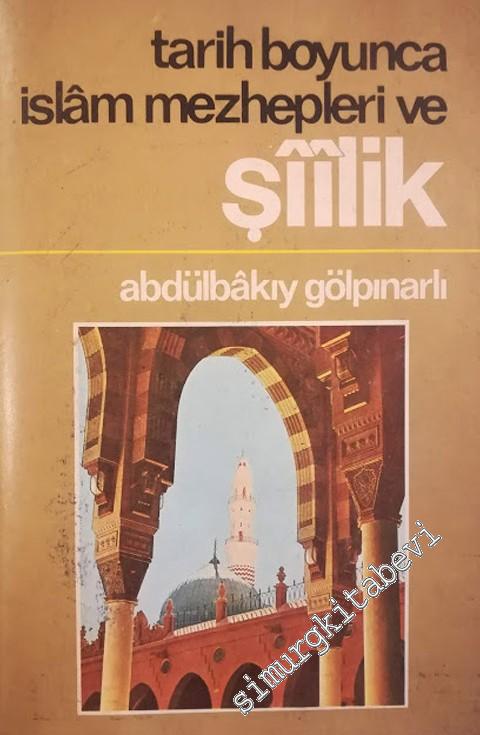 tarih boyunca
islâm mezhepleri ve
şîîlik
abdülbâkıy gölpınarlı
simurgkitabevi